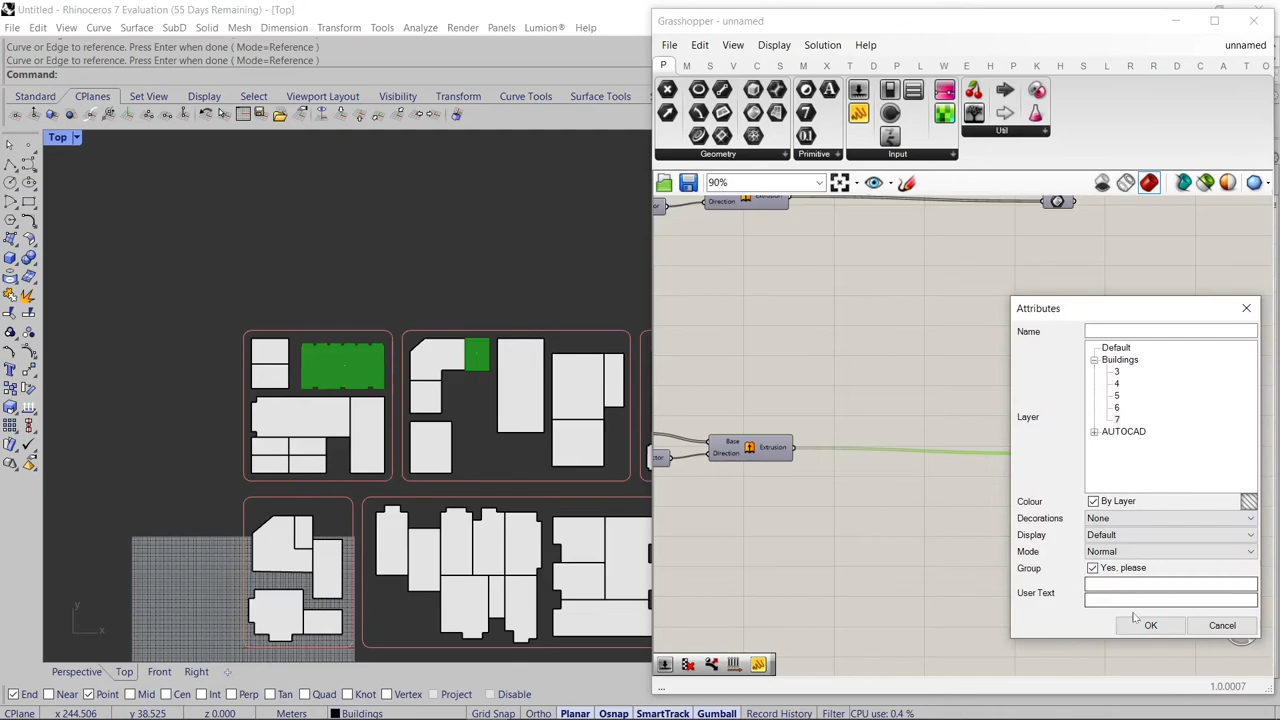 Untitled - Rhinoceros 7 Evaluation (55 Days Remaining) - [Top]
File Edit View Curve Surface SubD Solid Mesh Dimension Transform Tools Analyze Render Panels Lumion® Help
Curve or Edge to reference. Press Enter when done ( Mode=Reference )
Curve or Edge to reference. Press Enter when done ( Mode=Reference )
Command:
Standard CPlanes Set View Display Select Viewport Layout Visibility Transform Curve Tools Surface Tools
Top
y
x
Perspective Top Front Right
End Near Point Mid Cen Int Perp Tan Quad Knot Vertex Project Disable
CPlane x 244.506 y 38.525 z 0.000 Meters Buildings Grid Snap Ortho Planar Osnap SmartTrack Gumball Record History Filter CPU use: 0.4 %
Grasshopper - unnamed
File Edit View Display Solution Help unnamed
P M S V C S M I T D A B E F H K L W E P R R R L T O
Geometry Primitive Input Util
90%
Direction
Base
Direction
Extrusion
Attributes
Name
Layer
Default
Buildings
3
4
5
6
7
AUTOCAD
Colour By Layer
Decorations None
Display Default
Mode Normal
Group Yes, please
User Text
OK Cancel
...
1.0.0007